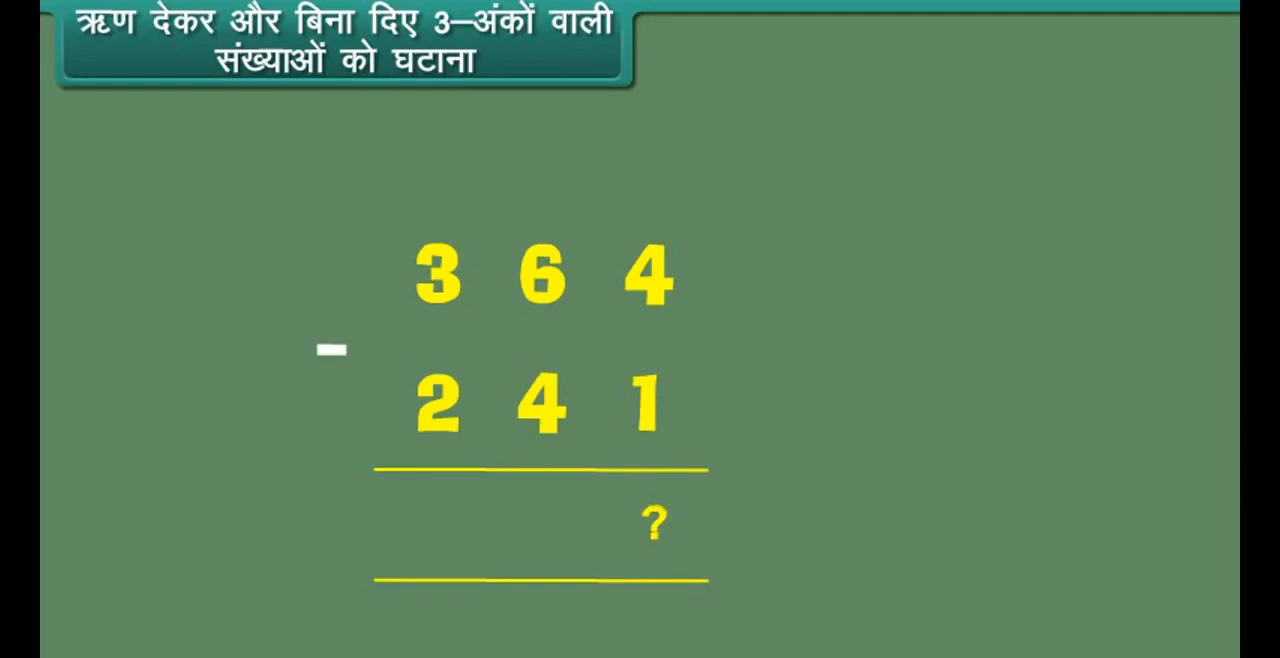 ऋण देकर और बिना दिए 3–अंकों वाली
संख्याओं को घटाना
3 6 4
-
2 4 1
?